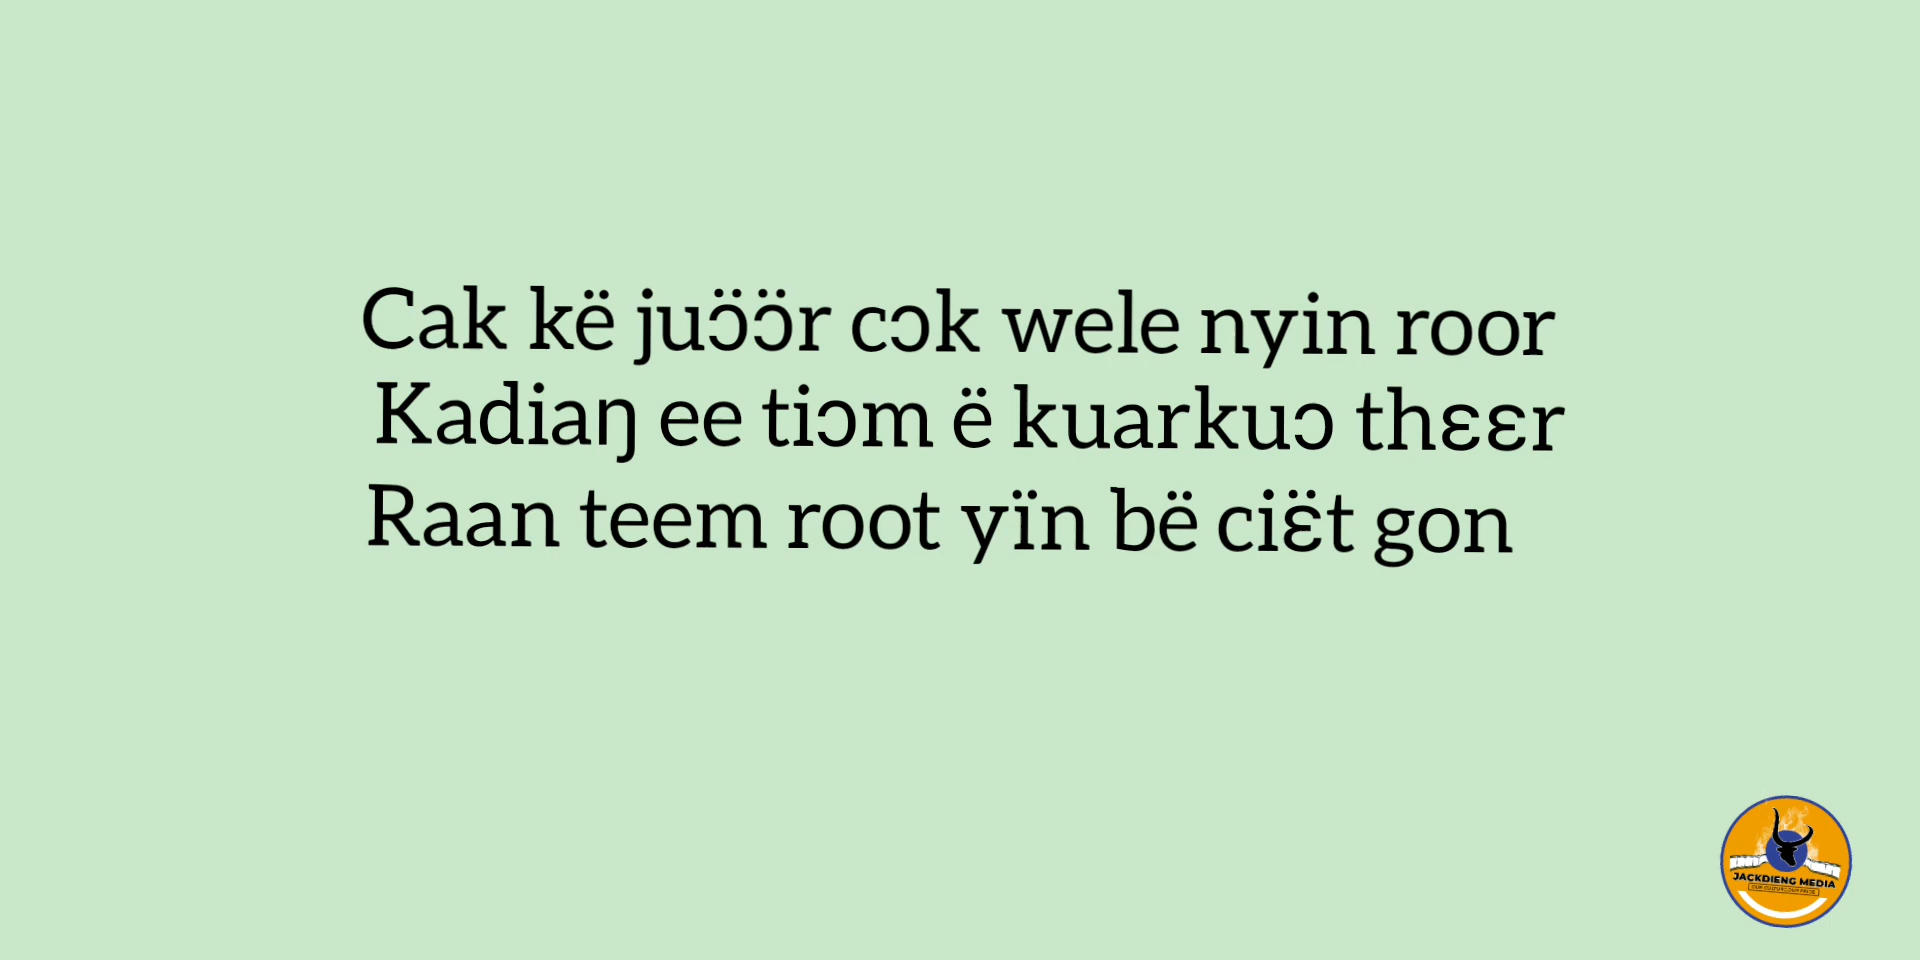 Cak kë juɔ̈ɔ̈r cɔk wele nyin roor
Kadiaŋ ee tiɔm ë kuarkuɔ thɛɛr
Raan teem root yïn bë ciɛ̈t gon
JACKDIENG MEDIA